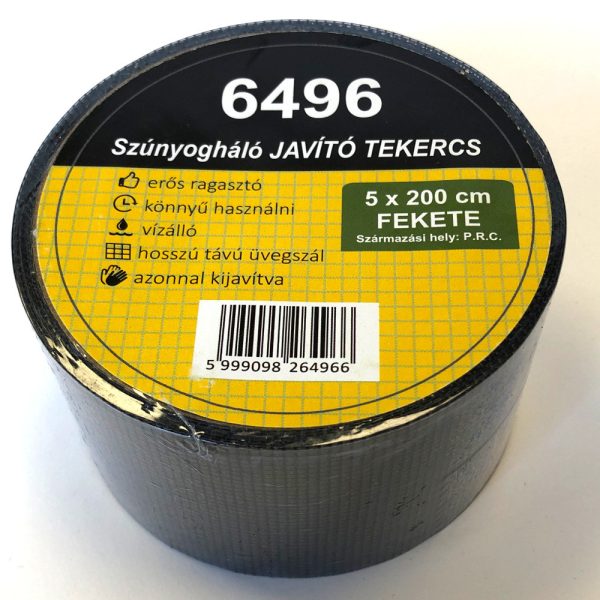 6496
Szúnyogháló JAVÍTÓ TEKERCS
erős ragasztó
könnyű használni
vízálló
hosszú távú üvegszál
azonnal kijavítva
5 x 200 cm
FEKETE
Származási hely: P.R.C.
5 999098 264966